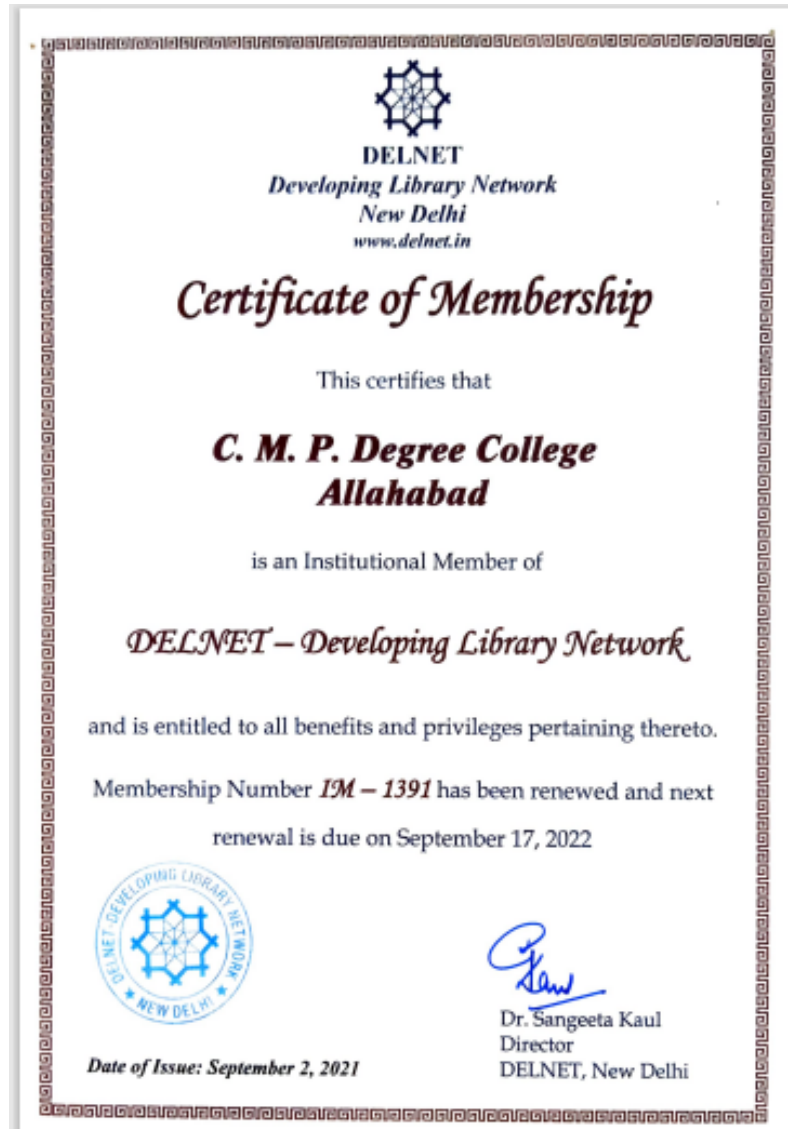 DELNET
Developing Library Network
New Delhi
www.delnet.in
Certificate of Membership
This certifies that
C. M. P. Degree College
Allahabad
is an Institutional Member of
DELNET – Developing Library Network
and is entitled to all benefits and privileges pertaining thereto.
Membership Number IM – 1391 has been renewed and next
renewal is due on September 17, 2022
DELNET-DEVELOPING LIBRARY NETWORK
★ NEW DELHI ★
Dr. Sangeeta Kaul
Director
DELNET, New Delhi
Date of Issue: September 2, 2021